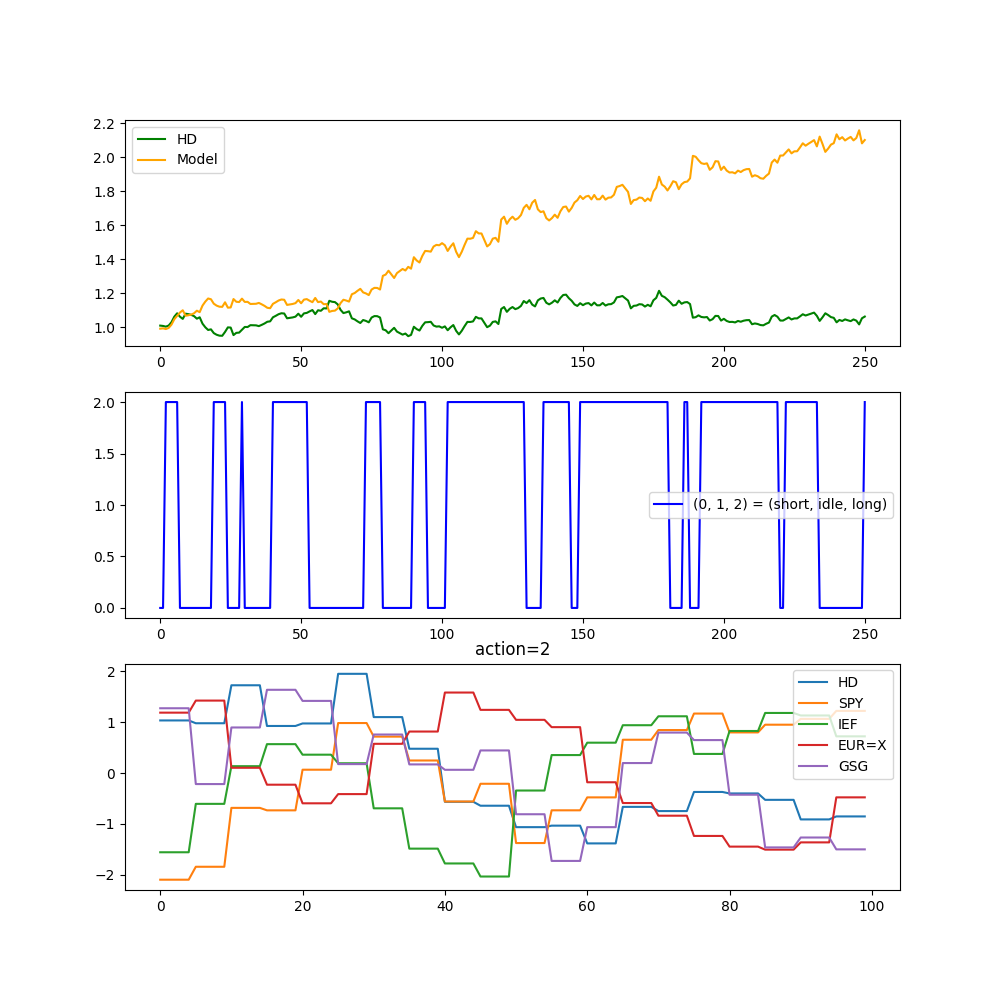 2.2
2.0
1.8
1.6
1.4
1.2
1.0
HD
Model
0 50 100 150 200 250
2.0
1.5
1.0
0.5
0.0
(0, 1, 2) = (short, idle, long)
0 50 100 150 200 250
action=2
2
1
0
−1
−2
HD
SPY
IEF
EUR=X
GSG
0 20 40 60 80 100